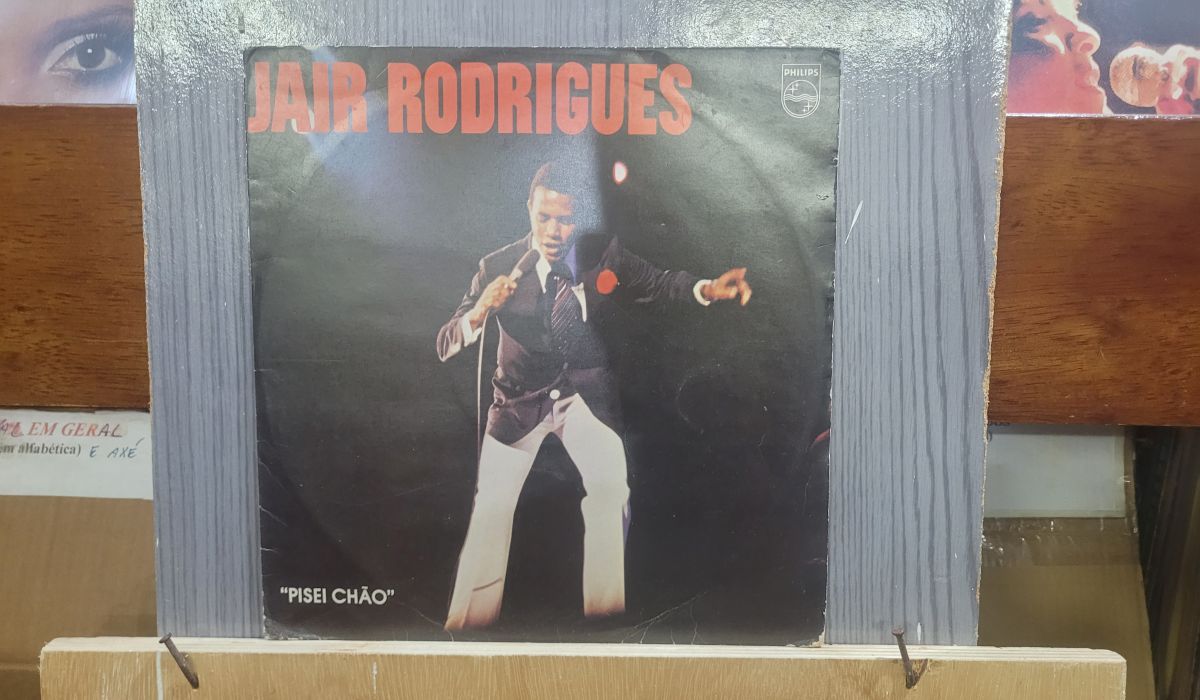 JAIR RODRIGUES
PHILIPS
EM GERAL
alfabética) E AXÉ
"PISEI CHÃO"